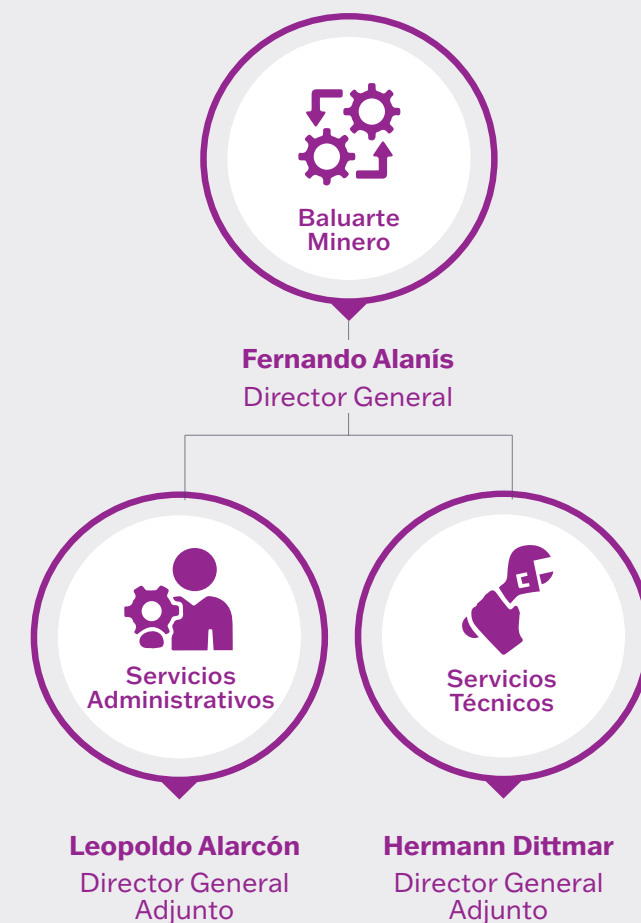 Baluarte
Minero
Fernando Alanís
Director General
Servicios
Administrativos
Leopoldo Alarcón
Director General
Adjunto
Servicios
Técnicos
Hermann Dittmar
Director General
Adjunto